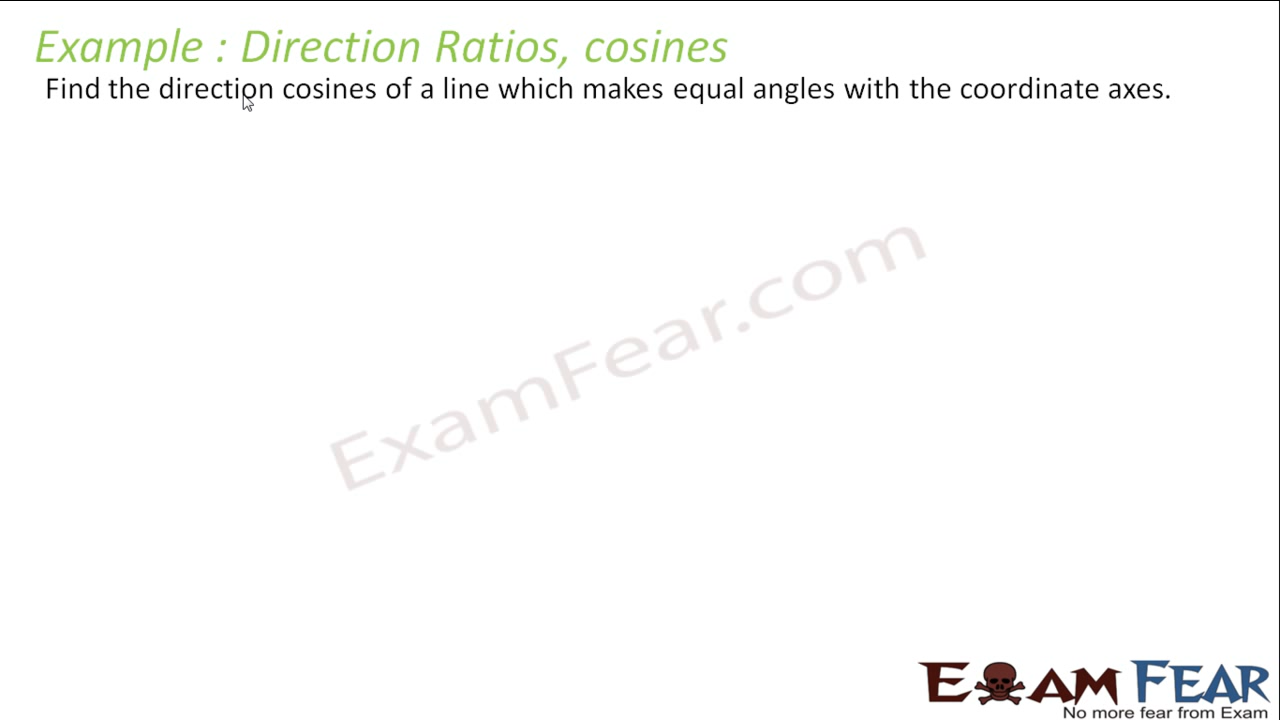 Example : Direction Ratios, cosines
Find the direction cosines of a line which makes equal angles with the coordinate axes.
ExamFear.com
EXAM FEAR
No more fear from Exam